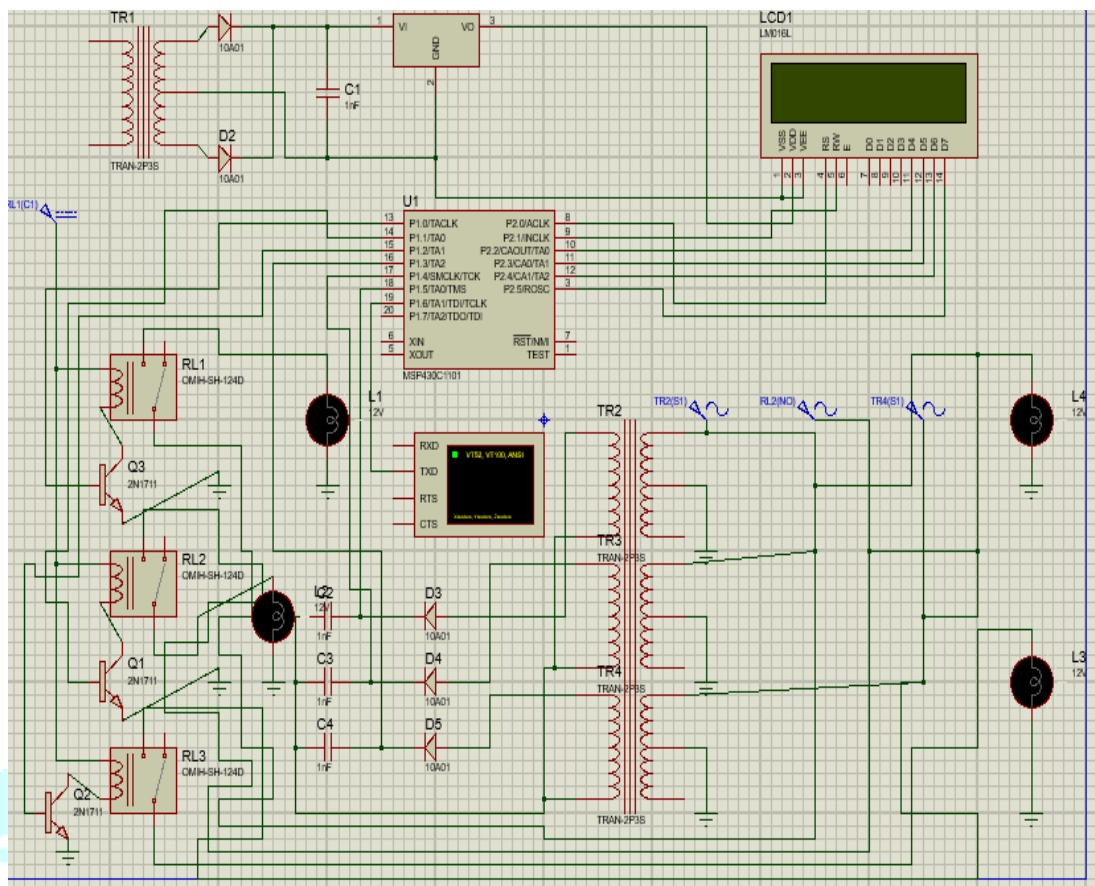 TR1
TRAN-2P3S
10A01
D2
10A01
C1
1nF
1
VI
VO
3
GND
2
LCD1
LM016L
VSS
VDD
VEE
RS
RW
E
D0
D1
D2
D3
D4
D5
D6
D7
1
2
3
4
5
6
7
8
9
10
11
12
13
14
RL1(C1)
U1
13
P1.0/TACLK
14
P1.1/TA0
15
P1.2/TA1
16
P1.3/TA2
17
P1.4/SMCLK/TCK
18
P1.5/TA0/TMS
19
P1.6/TA1/TDI/TCLK
20
P1.7/TA2/TDO/TDI
6
XIN
5
XOUT
P2.0/ACLK
8
P2.1/INCLK
9
P2.2/CAOUT/TA0
10
P2.3/CA0/TA1
11
P2.4/CA1/TA2
12
P2.5/ROSC
3
RST/NMI
7
TEST
1
MSP430C1101
RL1
OMIH-SH-124D
L1
12V
Q3
2N1711
RXD
TXD
RTS
CTS
VT52, VT100, ANSI
TR2
TR2(S1)
RL2(NO)
TR4(S1)
L4
12V
TR3
TRAN-2P3S
RL2
OMIH-SH-124D
12V
C2
1nF
D3
10A01
Q1
2N1711
C3
1nF
D4
10A01
TR4
TRAN-2P3S
L3
12V
C4
1nF
D5
10A01
RL3
OMIH-SH-124D
Q2
2N1711
TRAN-2P3S